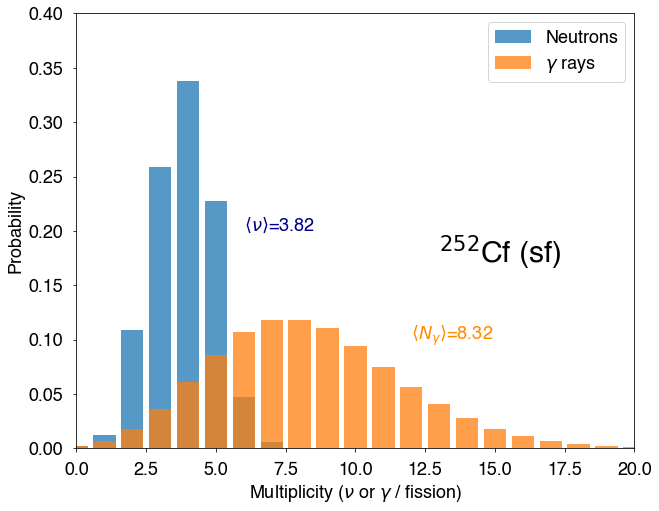 0.40
0.35
0.30
0.25
0.20
0.15
0.10
0.05
0.00
Probability
Neutrons
γ rays
⟨ν⟩=3.82
²⁵²Cf (sf)
⟨Nγ⟩=8.32
0.0 2.5 5.0 7.5 10.0 12.5 15.0 17.5 20.0
Multiplicity (ν or γ / fission)